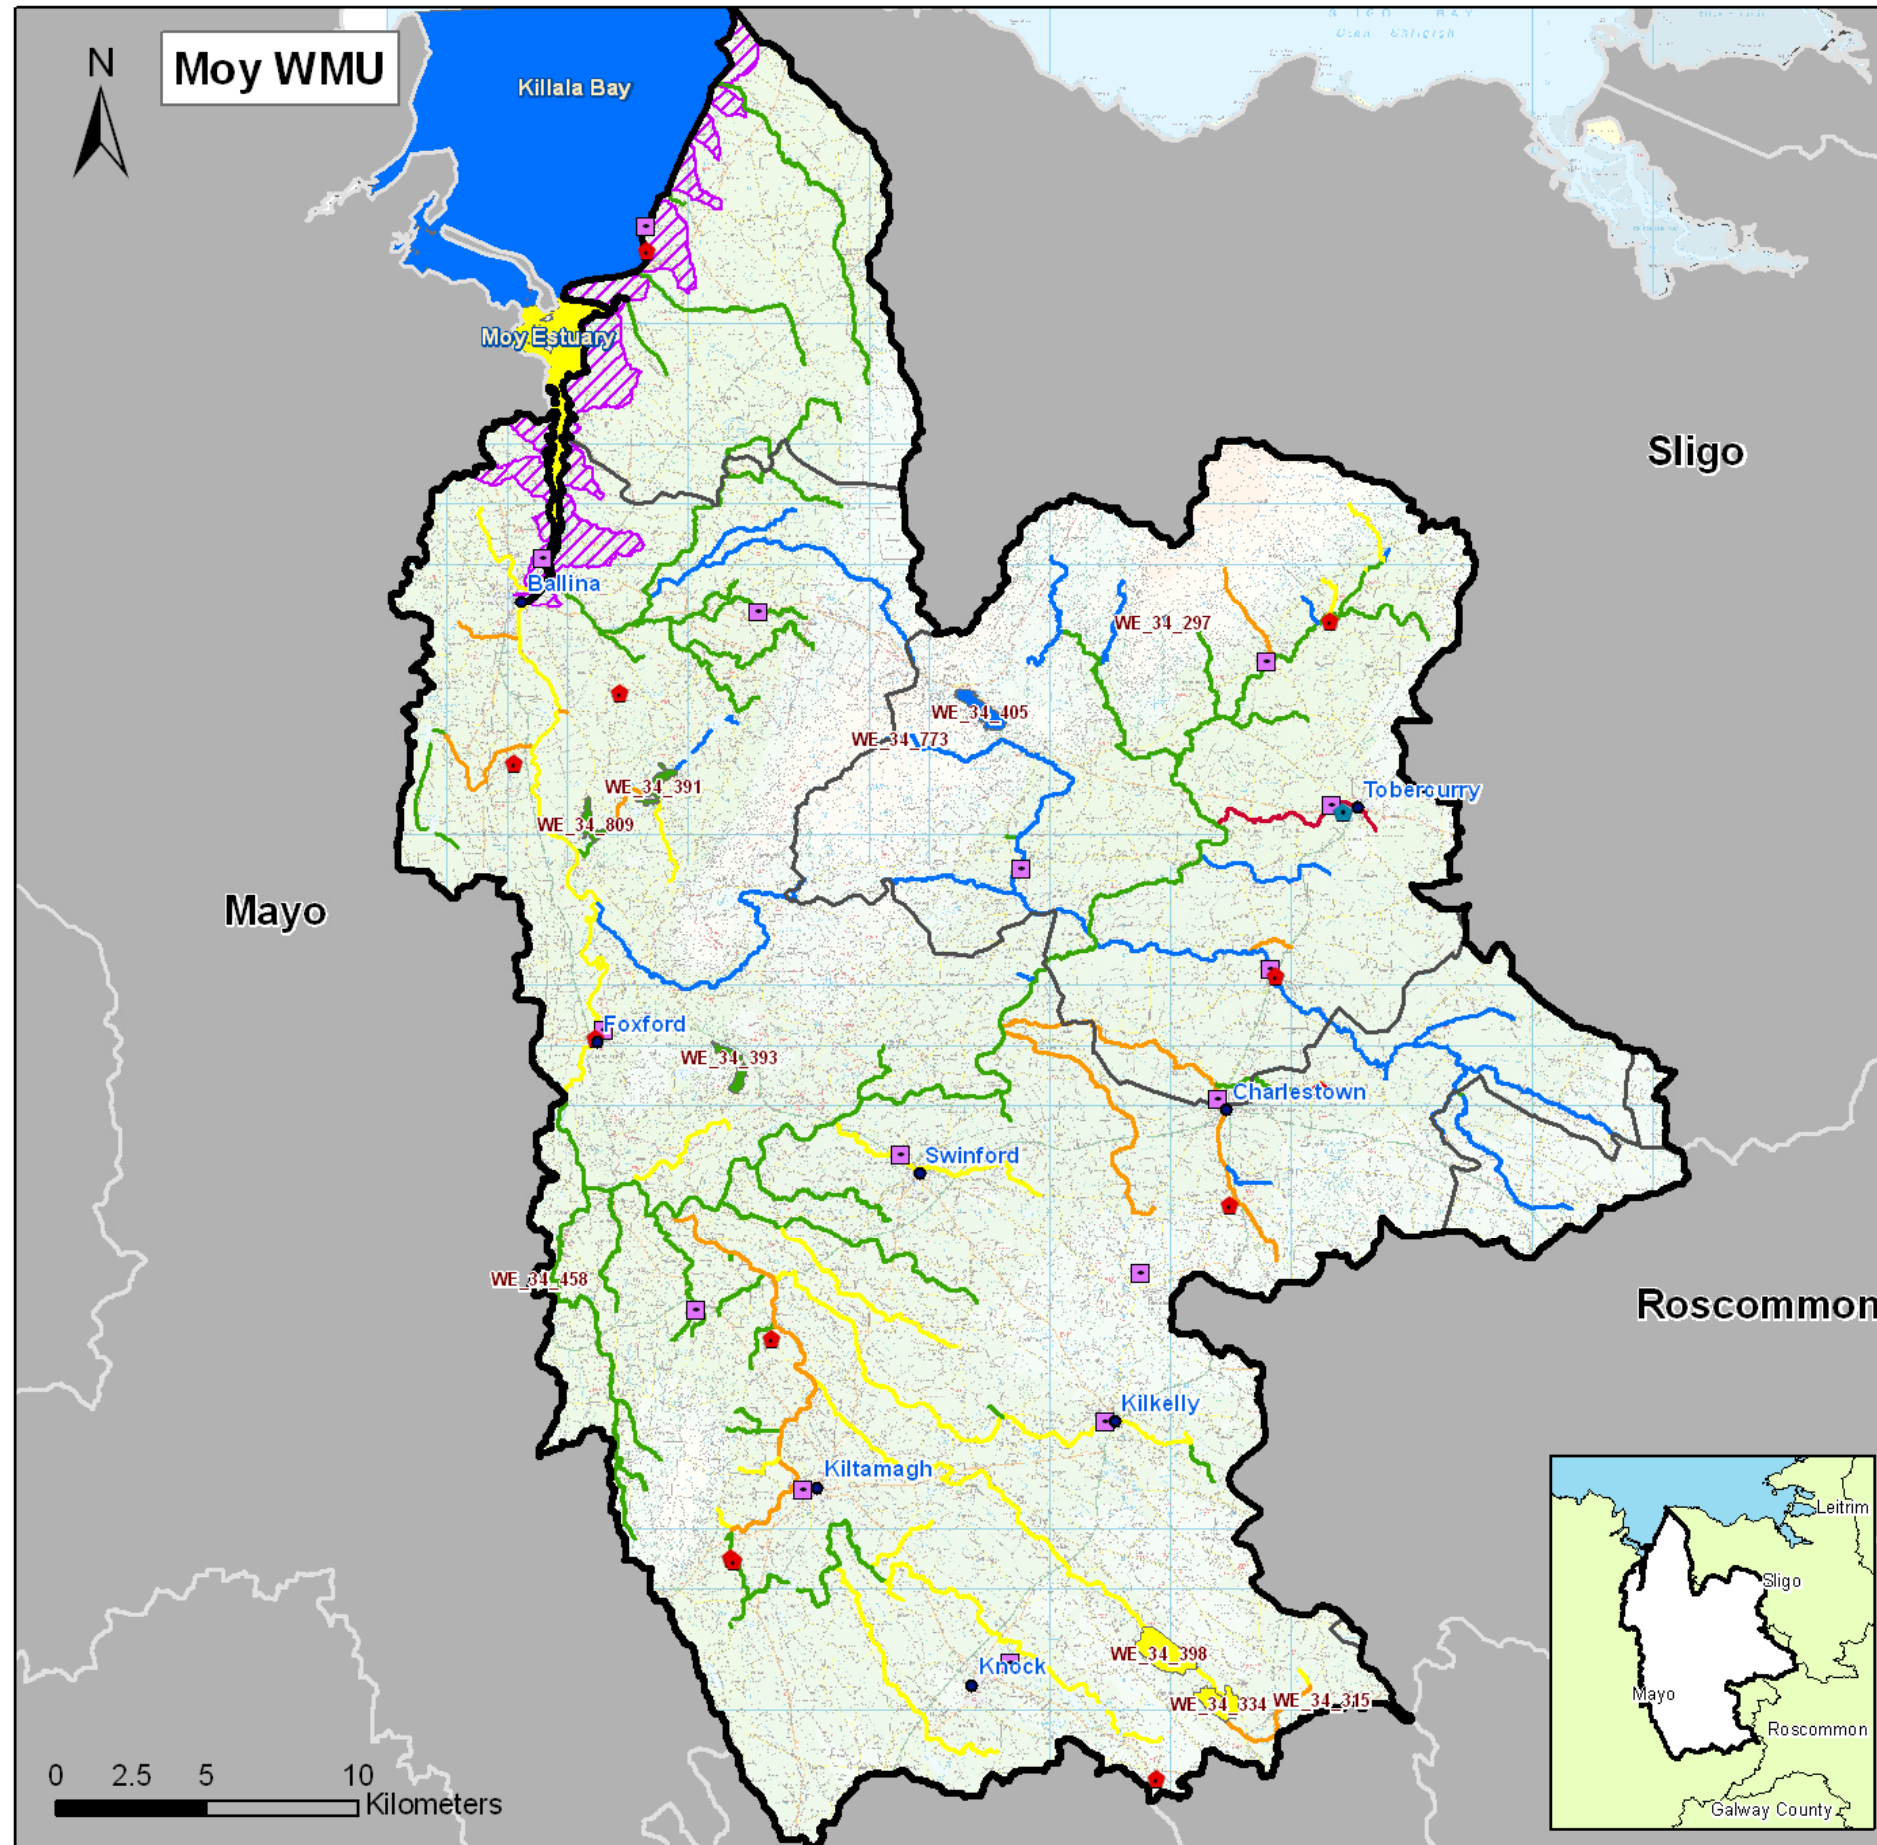 SLIGO BAY
N
Moy WMU
Killala Bay
Moy Estuary
Sligo
Ballina
WE_34_297
WE_34_405
WE_34_773
WE_34_391
Tobercurry
WE_34_809
Mayo
Foxford
WE_34_393
Charlestown
Swinford
WE_34_458
Roscommon
Kilkelly
Kiltamagh
WE_34_398
Knock
WE_34_334
WE_34_315
0 2.5 5 10
Kilometers
Leitrim
Sligo
Mayo
Roscommon
Galway County